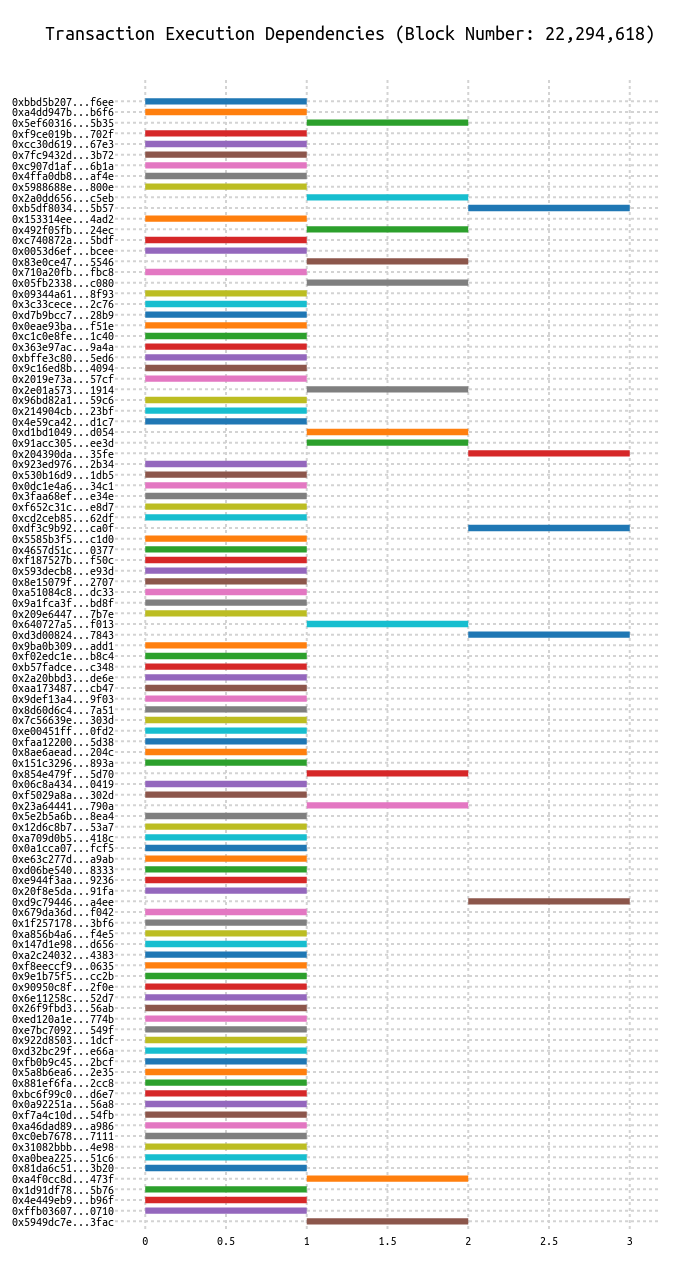 Transaction Execution Dependencies (Block Number: 22,294,618)
0xbbd5b207...f6ee
0xa4dd947b...b6f6
0x5ef60316...5b35
0xf9ce019b...702f
0xcc30d619...67e3
0x7fc9432d...3b72
0xc907d1af...6b1a
0x4ffa0db8...af4e
0x5988688e...800e
0x2a0dd656...c5eb
0xb5df8034...5b57
0x153314ee...4ad2
0x492f05fb...24ec
0xc740872a...5bdf
0x0053d6ef...bcee
0x83e0ce47...5546
0x710a20fb...fbc8
0x05fb2338...c080
0x09344a61...8f93
0x3c33cece...2c76
0xd7b9bcc7...28b9
0x0eae93ba...f51e
0xc1c0e8fe...1c40
0x363e97ac...9a4a
0xbffe3c80...5ed6
0x9c16ed8b...4094
0x2019e73a...57cf
0x2e01a573...1914
0x96bd82a1...59c6
0x214904cb...23bf
0x4e59ca42...d1c7
0xd1bd1049...d054
0x91acc305...ee3d
0x204390da...35fe
0x923ed976...2b34
0x530b16d9...1db5
0x0dc1e4a6...34c1
0x3faa68ef...e34e
0xf652c31c...e8d7
0xcd2ceb85...62df
0xdf3c9b92...ca0f
0x5585b3f5...c1d0
0x4657d51c...0377
0xf187527b...f50c
0x593decb8...e93d
0x8e15079f...2707
0xa51084c8...dc33
0x9a1fca3f...bd8f
0x209e6447...7b7e
0x640727a5...f013
0xd3d00824...7843
0x9ba0b309...add1
0xf02edc1e...b8c4
0xb57fadce...c348
0x2a20bbd3...de6e
0xaa173487...cb47
0x9def13a4...9f03
0x8d60d6c4...7a51
0x7c56639e...303d
0xe00451ff...0fd2
0xfaa12200...5d38
0x8ae6aead...204c
0x151c3296...893a
0x854e479f...5d70
0x06c8a434...0419
0xf5029a8a...302d
0x23a64441...790a
0x5e2b5a6b...8ea4
0x12d6c8b7...53a7
0xa709d0b5...418c
0x0a1cca07...fcf5
0xe63c277d...a9ab
0xd06be540...8333
0xe944f3aa...9236
0x20f8e5da...91fa
0xd9c79446...a4ee
0x679da36d...f042
0x1f257178...3bf6
0xa856b4a6...f4e5
0x147d1e98...d656
0xa2c24032...4383
0xf8eeccf9...0635
0x9e1b75f5...cc2b
0x90950c8f...2f0e
0x6e11258c...52d7
0x26f9fbd3...56ab
0xed120a1e...774b
0xe7bc7092...549f
0x922d8503...1dcf
0xd32bc29f...e66a
0xfb0b9c45...2bcf
0x5a8b6ea6...2e35
0x881ef6fa...2cc8
0xbc6f99c0...d6e7
0x0a92251a...56a8
0xf7a4c10d...54fb
0xa46dad89...a986
0xc0eb7678...7111
0x31082bbb...4e98
0xa0bea225...51c6
0x81da6c51...3b20
0xa4f0cc8d...473f
0x1d91df78...5b76
0x4e449eb9...b96f
0xffb03607...0710
0x5949dc7e...3fac
0 0.5 1 1.5 2 2.5 3